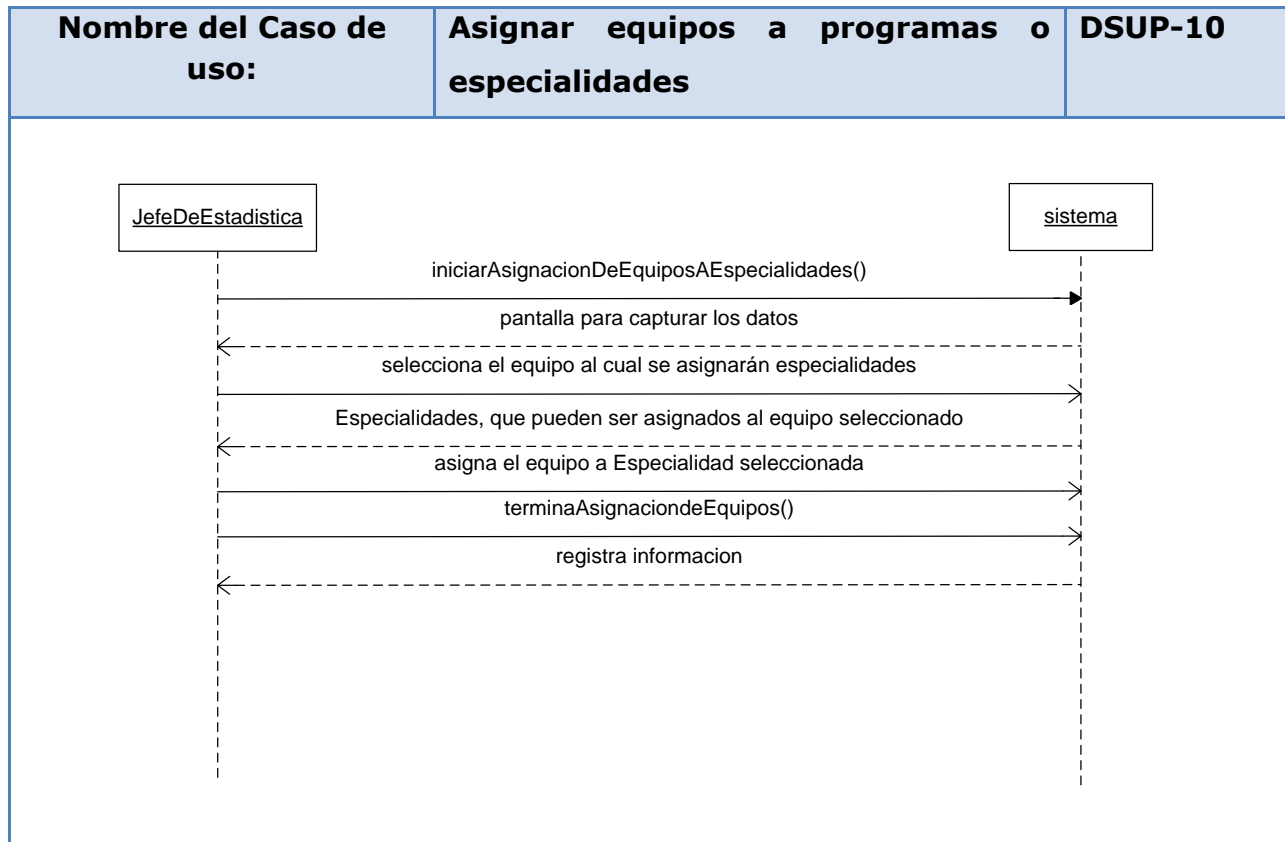 Nombre del Caso de
uso:
Asignar equipos a programas o
especialidades
DSUP-10
JefeDeEstadistica
sistema
iniciarAsignacionDeEquiposAEspecialidades()
pantalla para capturar los datos
selecciona el equipo al cual se asignarán especialidades
Especialidades, que pueden ser asignados al equipo seleccionado
asigna el equipo a Especialidad seleccionada
terminaAsignaciondeEquipos()
registra informacion